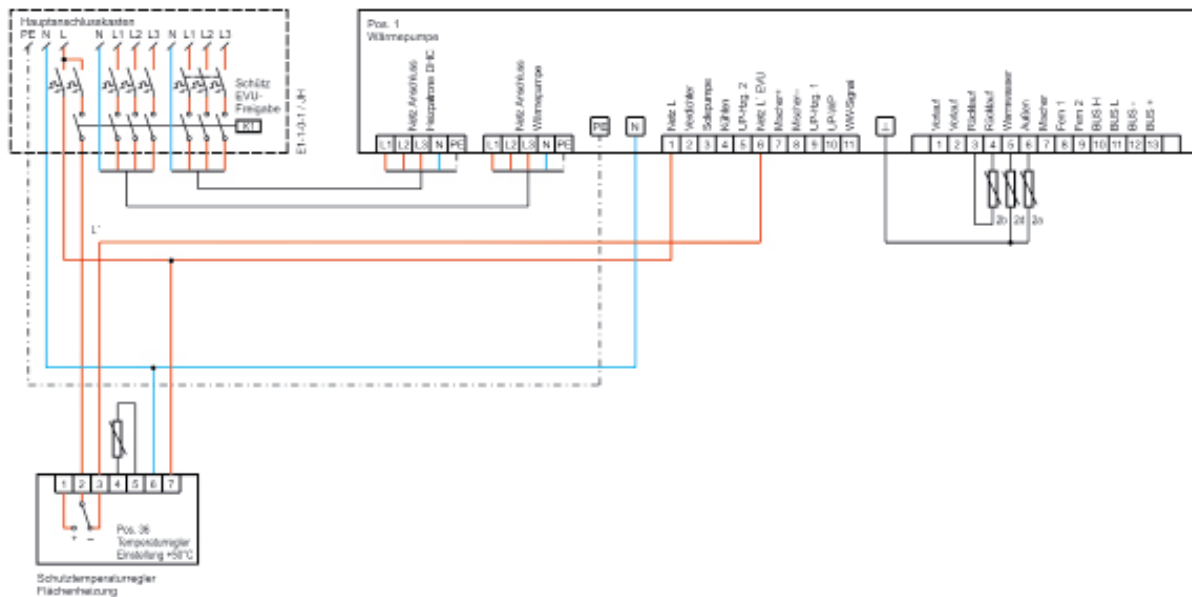 Hauptanschlusskasten
PE N L N L1 L2 L3 N L1 L2 L3
Schütz
EVU-
Freigabe
K1
E1-1-0-1 / JH
Pos. 1
Wärmepumpe
Netz Anschluss
Heizpatrone DHC
L1 L2 L3 N PE
Netz Anschluss
Wärmepumpe
L1 L2 L3 N PE
PE
N
Netz L
Verdichter
Solepumpe
Kühlen
UP-Hzg. 2
Netz L´ EVU
Mischer+
Mischer–
UP-Hzg. 1
UP-WP
WW-Signal
1 2 3 4 5 6 7 8 9 10 11
Vorlauf
Vorlauf
Rücklauf
Rücklauf
Warmwasser
Außen
Mischer
Fern 1
Fern 2
BUS H
BUS L
BUS -
BUS +
1 2 3 4 5 6 7 8 9 10 11 12 13
2b 2d 2a
L´
1 2 3 4 5 6 7
+ –
Pos. 36
Temperaturregler
Einstellung +50°C
Schutztemperaturregler
Flächenheizung